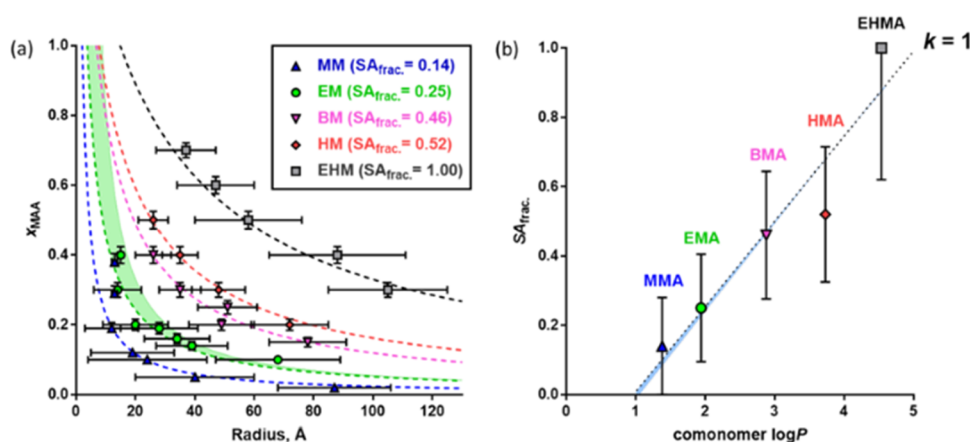 (a)
1.0
0.8
0.6
0.4
0.2
0.0
x_MAA
0 20 40 60 80 100 120
Radius, Å
MM (SA_frac.= 0.14)
EM (SA_frac.= 0.25)
BM (SA_frac.= 0.46)
HM (SA_frac.= 0.52)
EHM (SA_frac.= 1.00)
(b)
1.0
0.8
0.6
0.4
0.2
0.0
SA_frac.
0 1 2 3 4 5
comonomer logP
MMA
EMA
BMA
HMA
EHMA
k = 1